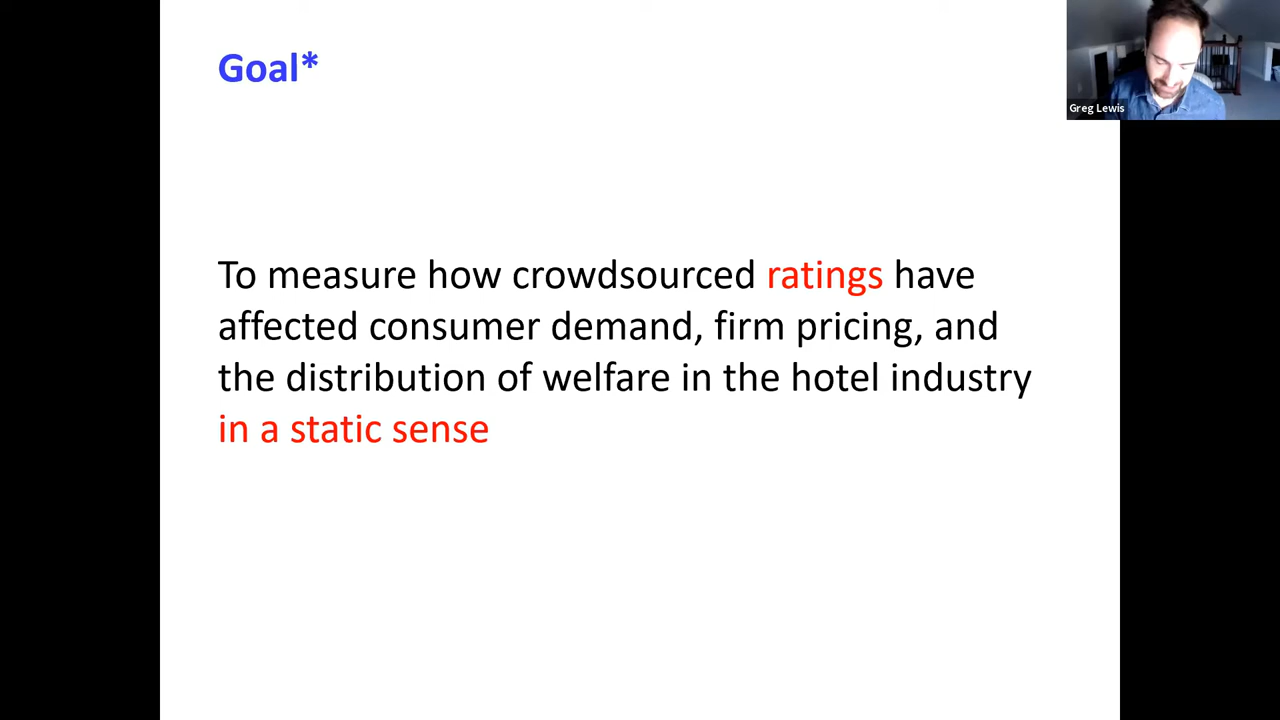 Goal*
Greg Lewis
To measure how crowdsourced ratings have
affected consumer demand, firm pricing, and
the distribution of welfare in the hotel industry
in a static sense